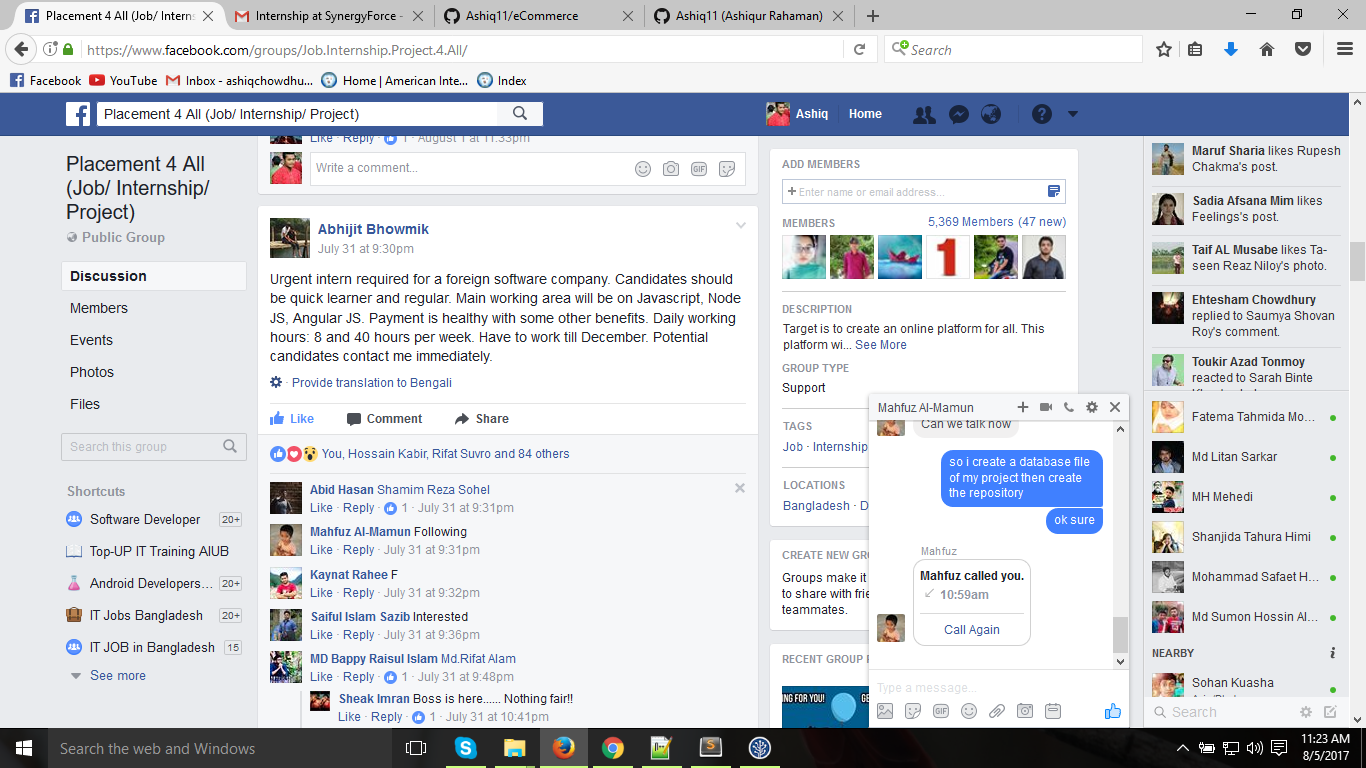 Placement 4 All (Job/ Intern
Internship at SynergyForce -
Ashiq11/eCommerce
Ashiq11 (Ashiqur Rahaman)
https://www.facebook.com/groups/Job.Internship.Project.4.All/
Search
Facebook
YouTube
Inbox - ashiqchowdhu...
Home | American Inte...
Index
Placement 4 All (Job/ Internship/ Project)
Ashiq
Home
Placement 4 All
(Job/ Internship/
Project)
Public Group
Discussion
Members
Events
Photos
Files
Search this group
Shortcuts
Software Developer 20+
Top-UP IT Training AIUB
Android Developers... 20+
IT Jobs Bangladesh 20+
IT JOB in Bangladesh 15
See more
Like · Reply · 1 · August 1 at 11:33pm
Write a comment...
GIF
Abhijit Bhowmik
July 31 at 9:30pm
Urgent intern required for a foreign software company. Candidates should
be quick learner and regular. Main working area will be on Javascript, Node
JS, Angular JS. Payment is healthy with some other benefits. Daily working
hours: 8 and 40 hours per week. Have to work till December. Potential
candidates contact me immediately.
· Provide translation to Bengali
Like
Comment
Share
You, Hossain Kabir, Rifat Suvro and 84 others
Abid Hasan Shamim Reza Sohel
Like · Reply · 1 · July 31 at 9:31pm
Mahfuz Al-Mamun Following
Like · Reply · July 31 at 9:31pm
Kaynat Rahee F
Like · Reply · July 31 at 9:32pm
Saiful Islam Sazib Interested
Like · Reply · July 31 at 9:36pm
MD Bappy Raisul Islam Md.Rifat Alam
Like · Reply · July 31 at 9:48pm
Sheak Imran Boss is here...... Nothing fair!!
Like · Reply · 1 · July 31 at 10:41pm
ADD MEMBERS
+ Enter name or email address...
MEMBERS
5,369 Members (47 new)
1
DESCRIPTION
Target is to create an online platform for all. This
platform wi... See More
GROUP TYPE
Support
TAGS
Job · Internship
LOCATIONS
Bangladesh · D
CREATE NEW GRO
Groups make it
to share with frie
teammates.
RECENT GROUP
NG FOR YOU!
Mahfuz Al-Mamun
Can we talk now
so i create a database file
of my project then create
the repository
ok sure
Mahfuz
Mahfuz called you.
10:59am
Call Again
Type a message...
GIF
Maruf Sharia likes Rupesh
Chakma's post.
Sadia Afsana Mim likes
Feelings's post.
Taif AL Musabe likes Ta-
seen Reaz Niloy's photo.
Ehtesham Chowdhury
replied to Saumya Shovan
Roy's comment.
Toukir Azad Tonmoy
reacted to Sarah Binte
Fatema Tahmida Mo...
Md Litan Sarkar
MH Mehedi
Shanjida Tahura Himi
Mohammad Safaet H...
Md Sumon Hossin Al...
NEARBY
Sohan Kuasha
Search
Search the web and Windows
11:23 AM
8/5/2017